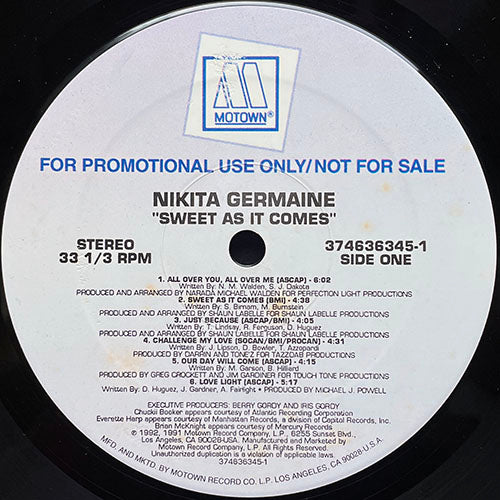 MOTOWN®
FOR PROMOTIONAL USE ONLY/NOT FOR SALE
NIKITA GERMAINE
"SWEET AS IT COMES"
STEREO
33 1/3 RPM
374636345-1
SIDE ONE
1. ALL OVER YOU, ALL OVER ME (ASCAP) - 6:02
Written By: N. M. Walden, S. J. Dakota
PRODUCED AND ARRANGED BY NARADA MICHAEL WALDEN FOR PERFECTION LIGHT PRODUCTIONS
2. SWEET AS IT COMES (BMI) - 4:38
Written By: S. Birnam, M. Burnstein
PRODUCED AND ARRANGED BY SHAUN LABELLE FOR SHAUN LABELLE PRODUCTIONS
3. JUST BECAUSE (ASCAP/BMI) - 4:05
Written By: T. Lindsay, R. Ferguson, D. Huguez
PRODUCED AND ARRANGED BY SHAUN LABELLE FOR SHAUN LABELLE PRODUCTIONS
4. CHALLENGE MY LOVE (SOCAN/BMI/PROCAN) - 4:31
Written By: J. Lipson, D. Bowler, T. Azzopardi
PRODUCED BY DARRIN AND TONE'Z FOR TAZZOAB PRODUCTIONS
5. OUR DAY WILL COME (ASCAP) - 4:15
Written By: M. Garson, B. Hilliard
PRODUCED BY GREG CROCKETT AND JIM GARDINER FOR TOUCH TONE PRODUCTIONS
6. LOVE LIGHT (ASCAP) - 5:17
Written By: D. Huguez, J. Gardner, A. Fairlight • PRODUCED BY MICHAEL J. POWELL
EXECUTIVE PRODUCERS: BERRY GORDY AND IRIS GORDY
Chuckii Booker appears courtesy of Atlantic Recording Corporation
Everette Harp appears courtesy of Manhattan Records, a division of Capitol Records, Inc.
Brian McKnight appears courtesy of Mercury Records
℗ 1992, 1991 Motown Record Company, L.P., 6255 Sunset Blvd.,
Los Angeles, CA 90028-USA. Manufactured and Marketed by
Motown Record Company, L.P. All Rights Reserved.
Unauthorized duplication is a violation of applicable laws.
374636345-1
MFD. AND MKTD. BY MOTOWN RECORD CO. L.P. LOS ANGELES, CA 90028-U.S.A.